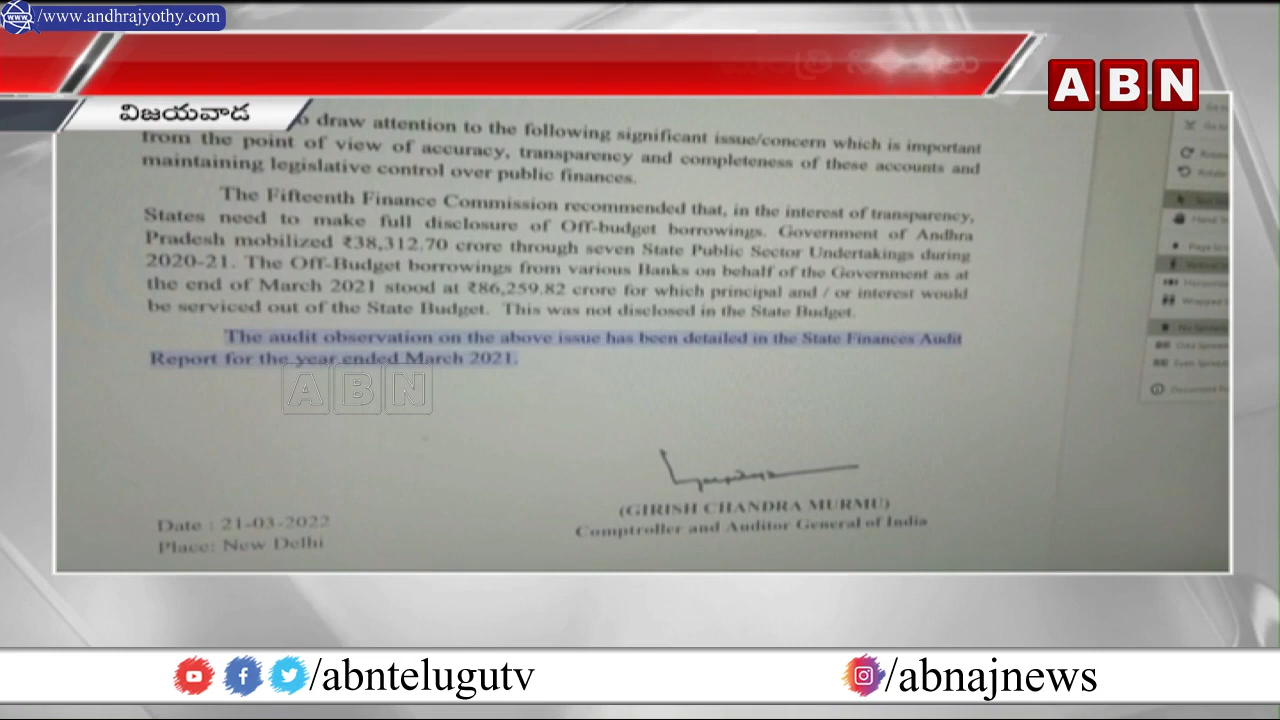 www./www.andhrajyothy.com
ABN
విజయవాడ
draw attention to the following significant issue/concern which is important
from the point of view of accuracy, transparency and completeness of these accounts and
maintaining legislative control over public finances.
The Fifteenth Finance Commission recommended that, in the interest of transparency,
States need to make full disclosure of Off-budget borrowings. Government of Andhra
Pradesh mobilized ₹38,312.70 crore through seven State Public Sector Undertakings during
2020-21. The Off-Budget borrowings from various Banks on behalf of the Government as at
the end of March 2021 stood at ₹86,259.82 crore for which principal and / or interest would
be serviced out of the State Budget. This was not disclosed in the State Budget.
The audit observation on the above issue has been detailed in the State Finances Audit
Report for the year ended March 2021.
ABN
(GIRISH CHANDRA MURMU)
Comptroller and Auditor General of India
Date : 21-03-2022
Place: New Delhi
/abntelugutv
/abnajnews